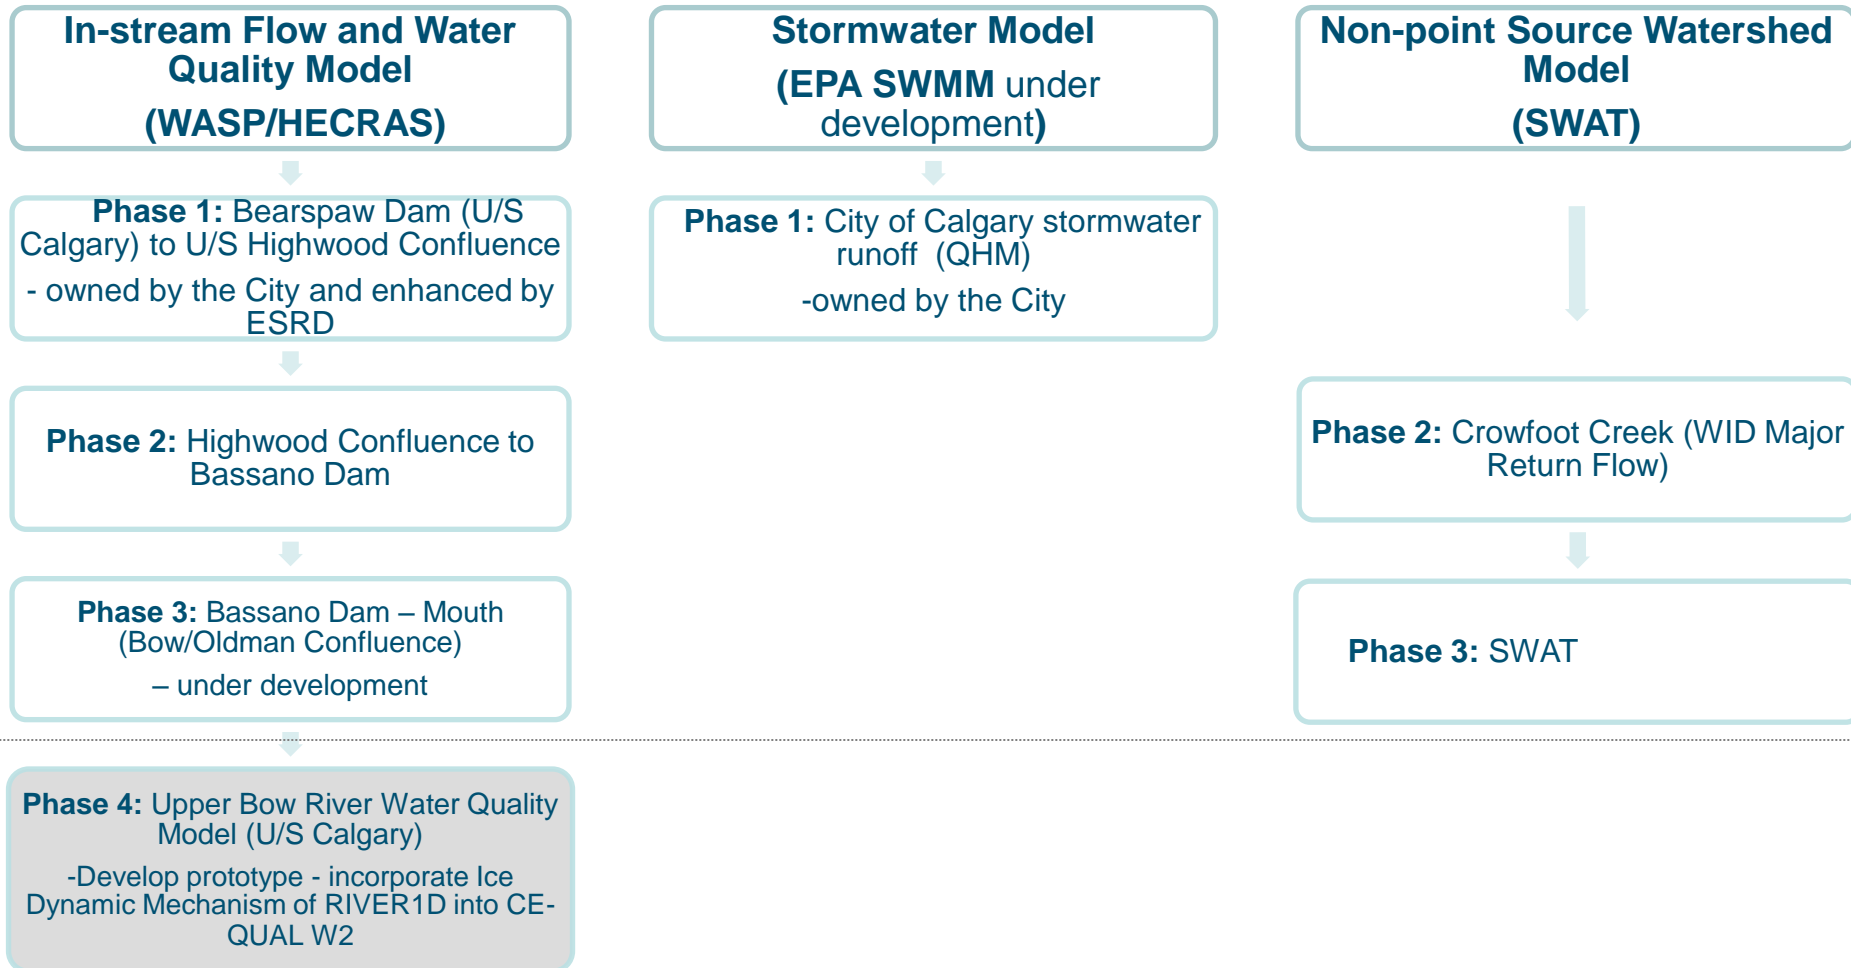 In-stream Flow and Water
Quality Model
(WASP/HECRAS)
Phase 1: Bearspaw Dam (U/S
Calgary) to U/S Highwood Confluence
- owned by the City and enhanced by
ESRD
Phase 2: Highwood Confluence to
Bassano Dam
Phase 3: Bassano Dam – Mouth
(Bow/Oldman Confluence)
– under development
Phase 4: Upper Bow River Water Quality
Model (U/S Calgary)
-Develop prototype - incorporate Ice
Dynamic Mechanism of RIVER1D into CE-
QUAL W2
Stormwater Model
(EPA SWMM under
development)
Phase 1: City of Calgary stormwater
runoff (QHM)
-owned by the City
Non-point Source Watershed
Model
(SWAT)
Phase 2: Crowfoot Creek (WID Major
Return Flow)
Phase 3: SWAT